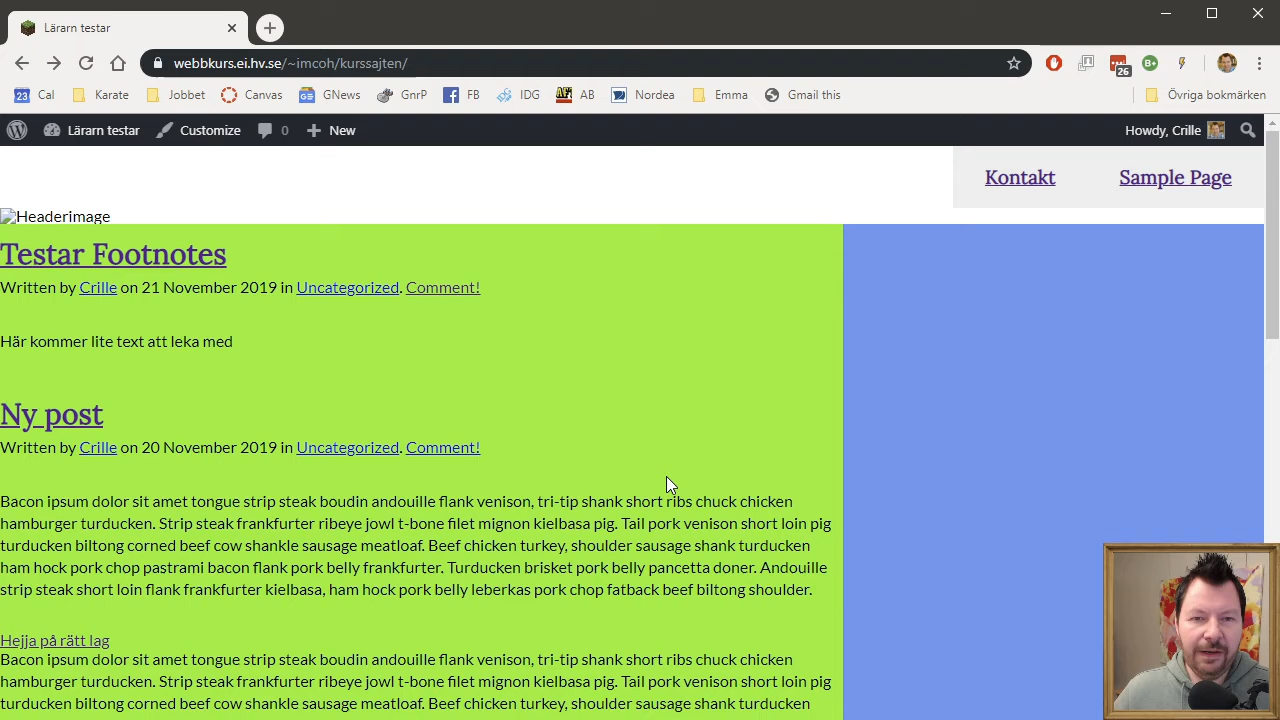 Lärarn testar
webbkurs.ei.hv.se/~imcoh/kurssajten/
26
23 Cal Karate Jobbet Canvas GNews GnrP FB IDG AB Nordea Emma Gmail this Övriga bokmärken
Lärarn testar Customize 0 New Howdy, Crille
Kontakt Sample Page
Headerimage
Testar Footnotes
Written by Crille on 21 November 2019 in Uncategorized. Comment!
Här kommer lite text att leka med
Ny post
Written by Crille on 20 November 2019 in Uncategorized. Comment!
Bacon ipsum dolor sit amet tongue strip steak boudin andouille flank venison, tri-tip shank short ribs chuck chicken
hamburger turducken. Strip steak frankfurter ribeye jowl t-bone filet mignon kielbasa pig. Tail pork venison short loin pig
turducken biltong corned beef cow shankle sausage meatloaf. Beef chicken turkey, shoulder sausage shank turducken
ham hock pork chop pastrami bacon flank pork belly frankfurter. Turducken brisket pork belly pancetta doner. Andouille
strip steak short loin flank frankfurter kielbasa, ham hock pork belly leberkas pork chop fatback beef biltong shoulder.
Hejja på rätt lag
Bacon ipsum dolor sit amet tongue strip steak boudin andouille flank venison, tri-tip shank short ribs chuck chicken
hamburger turducken. Strip steak frankfurter ribeye jowl t-bone filet mignon kielbasa pig. Tail pork venison short loin pig
turducken biltong corned beef cow shankle sausage meatloaf. Beef chicken turkey, shoulder sausage shank turducken